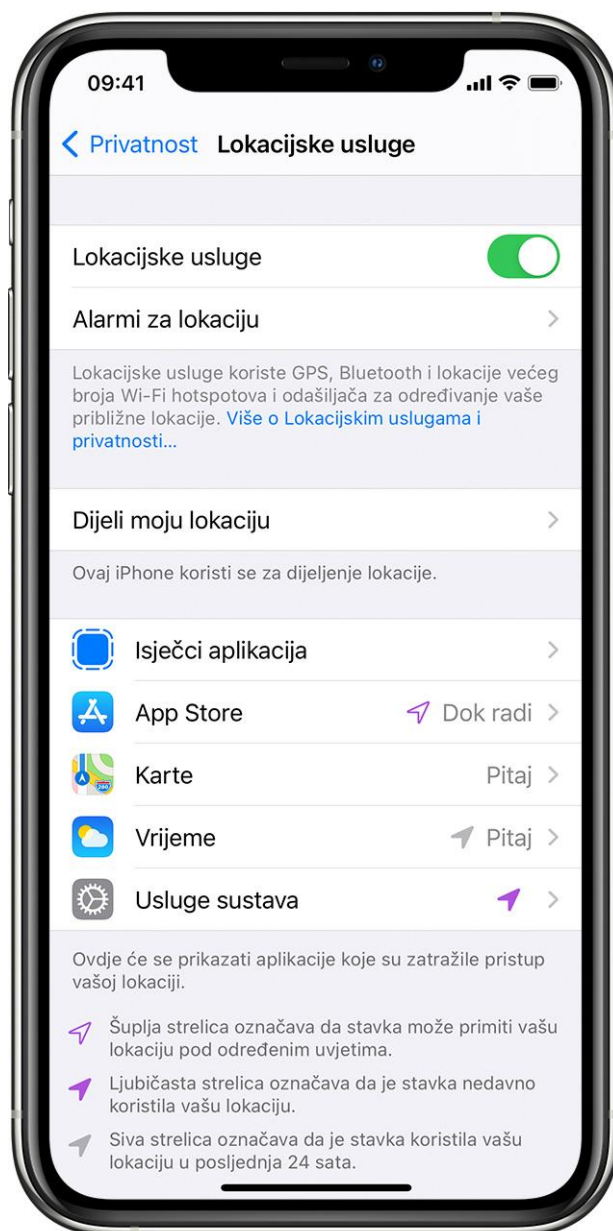 09:41
Privatnost Lokacijske usluge
Lokacijske usluge
Alarmi za lokaciju
Lokacijske usluge koriste GPS, Bluetooth i lokacije većeg
broja Wi-Fi hotspotova i odašiljača za određivanje vaše
približne lokacije. Više o Lokacijskim uslugama i
privatnosti...
Dijeli moju lokaciju
Ovaj iPhone koristi se za dijeljenje lokacije.
Isječci aplikacija
App Store Dok radi
Karte Pitaj
Vrijeme Pitaj
Usluge sustava
Ovdje će se prikazati aplikacije koje su zatražile pristup
vašoj lokaciji.
Šuplja strelica označava da stavka može primiti vašu
lokaciju pod određenim uvjetima.
Ljubičasta strelica označava da je stavka nedavno
koristila vašu lokaciju.
Siva strelica označava da je stavka koristila vašu
lokaciju u posljednja 24 sata.